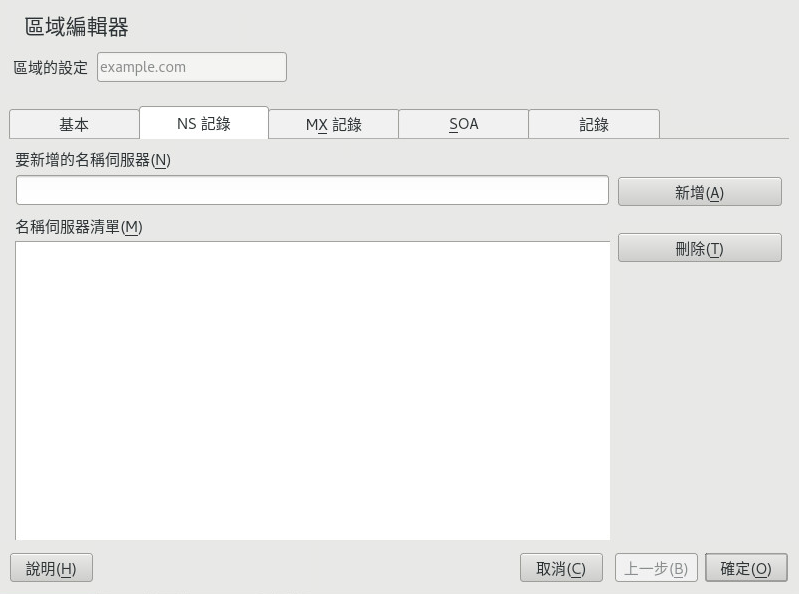 區域編輯器
區域的設定 example.com
基本 NS 記錄 MX 記錄 SOA 記錄
要新增的名稱伺服器(N)
新增(A)
名稱伺服器清單(M)
刪除(T)
說明(H) 取消(C) 上一步(B) 確定(O)